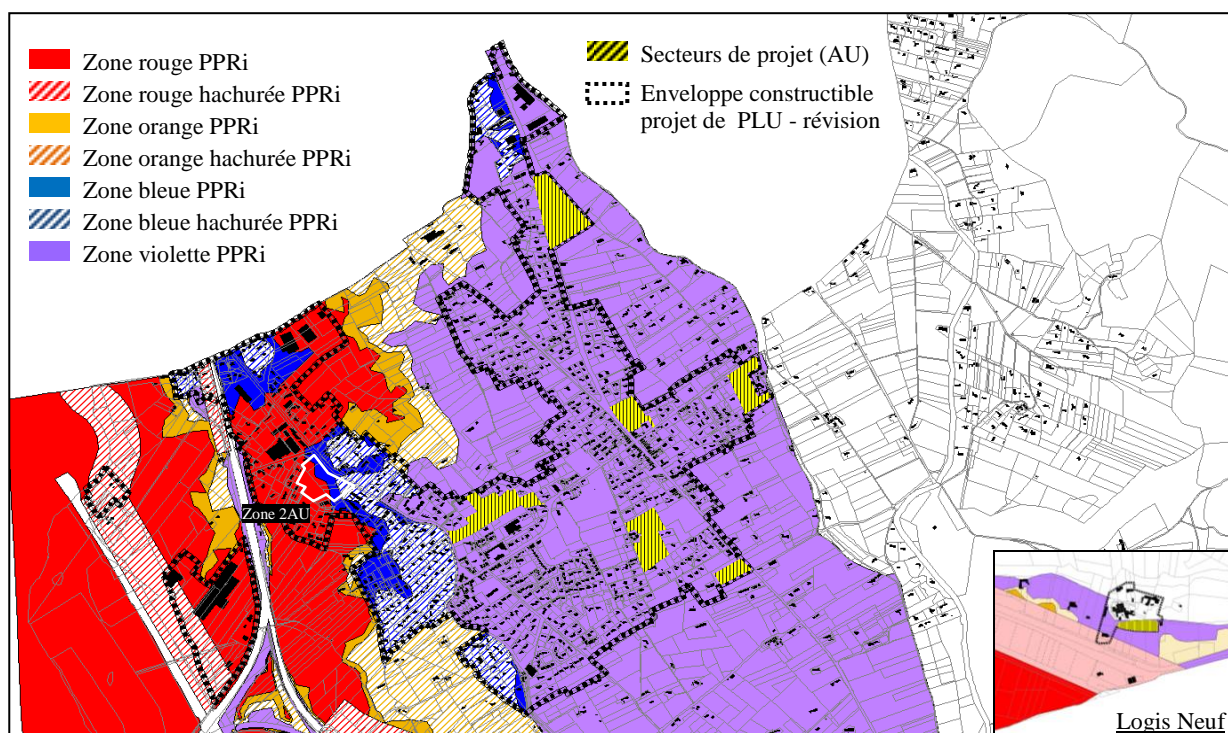 Zone rouge PPRi
Zone rouge hachurée PPRi
Zone orange PPRi
Zone orange hachurée PPRi
Zone bleue PPRi
Zone bleue hachurée PPRi
Zone violette PPRi
Secteurs de projet (AU)
Enveloppe constructible
projet de PLU - révision
Zone 2AU
Logis Neuf